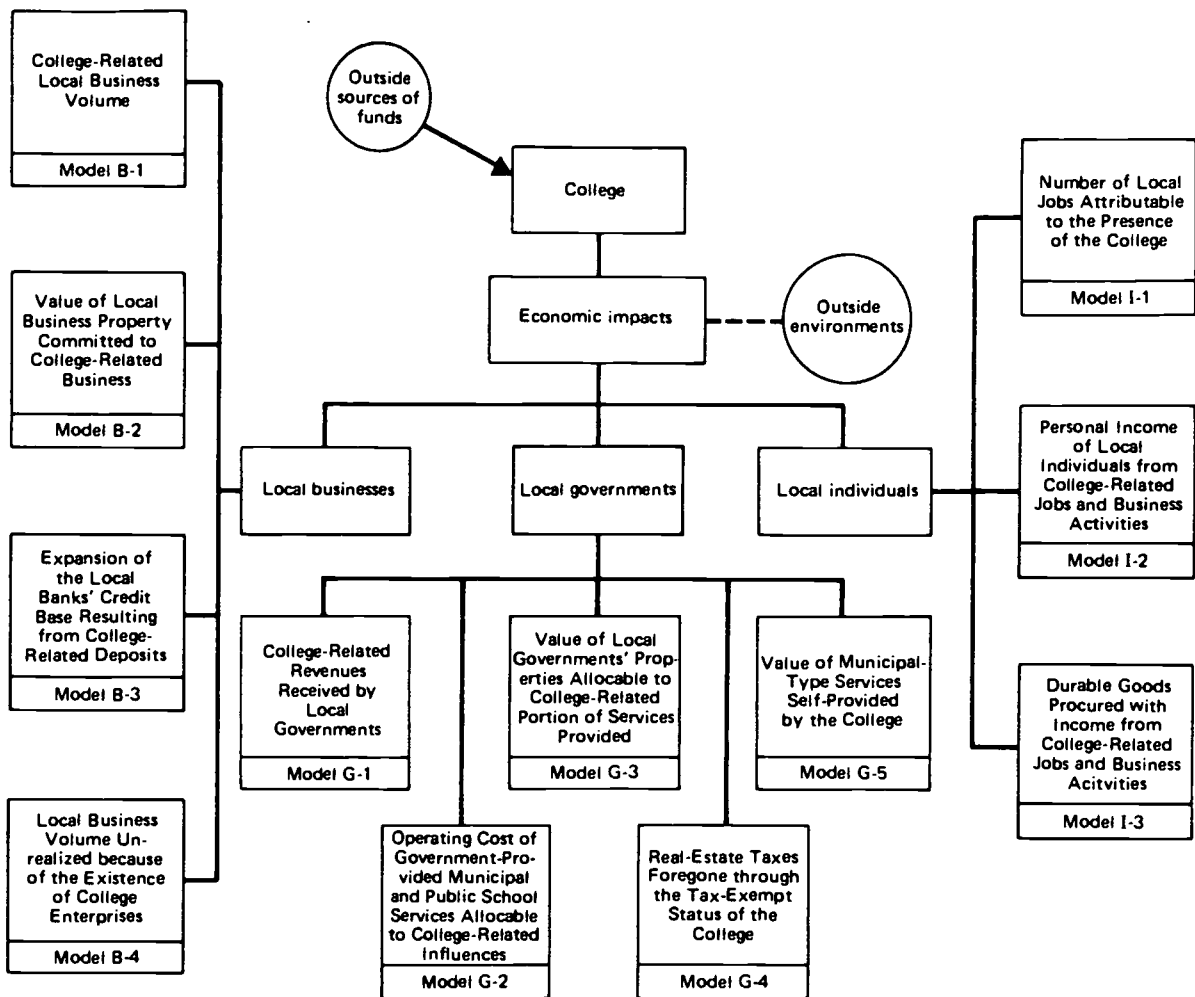 College-Related
Local Business
Volume
Model B-1
Value of Local
Business Property
Committed to
College-Related
Business
Model B-2
Expansion of
the Local
Banks' Credit
Base Resulting
from College-
Related Deposits
Model B-3
Local Business
Volume Un-
realized because
of the Existence
of College
Enterprises
Model B-4
Outside
sources of
funds
College
Economic impacts
Outside
environments
Local businesses
Local governments
Local individuals
College-Related
Revenues
Received by
Local
Governments
Model G-1
Operating Cost of
Government-Pro-
vided Municipal
and Public School
Services Allocable
to College-Related
Influences
Model G-2
Value of Local
Governments' Prop-
erties Allocable to
College-Related
Portion of Services
Provided
Model G-3
Real-Estate Taxes
Foregone through
the Tax-Exempt
Status of the
College
Model G-4
Value of Municipal-
Type Services
Self-Provided
by the College
Model G-5
Number of Local
Jobs Attributable
to the Presence
of the College
Model I-1
Personal Income
of Local
Individuals from
College-Related
Jobs and Business
Activities
Model I-2
Durable Goods
Procured with
Income from
College-Related
Jobs and Business
Acitvities
Model I-3